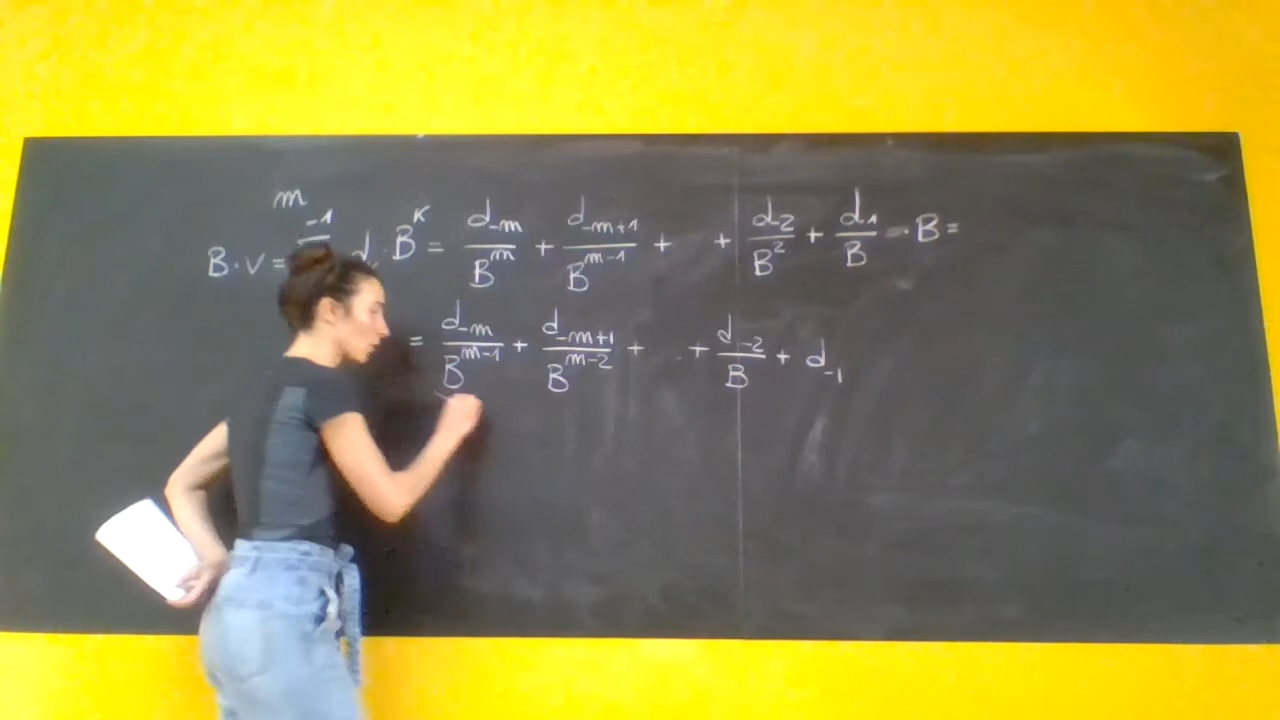 m
B·v = -1 d B^K = d_-m/B^m + d_-m+1/B^m-1 + + d_2/B^2 + d_1/B · B =
= d_-m/B^m-1 + d_-m+1/B^m-2 + . + d_-2/B + d_-1